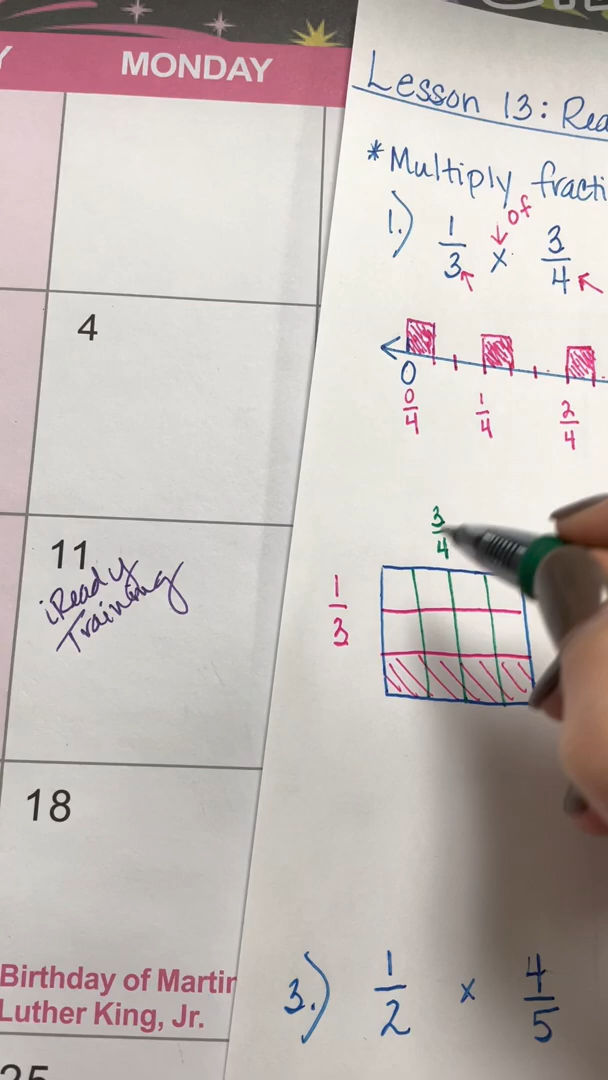 MONDAY
4
11
iReady
Training
18
Birthday of Martin
Luther King, Jr.
25
Lesson 13: Rea
*Multiply fracti
of
1.) 1/3 x 3/4
0
0/4 1/4 2/4
3/4
1/3
3.) 1/2 x 4/5